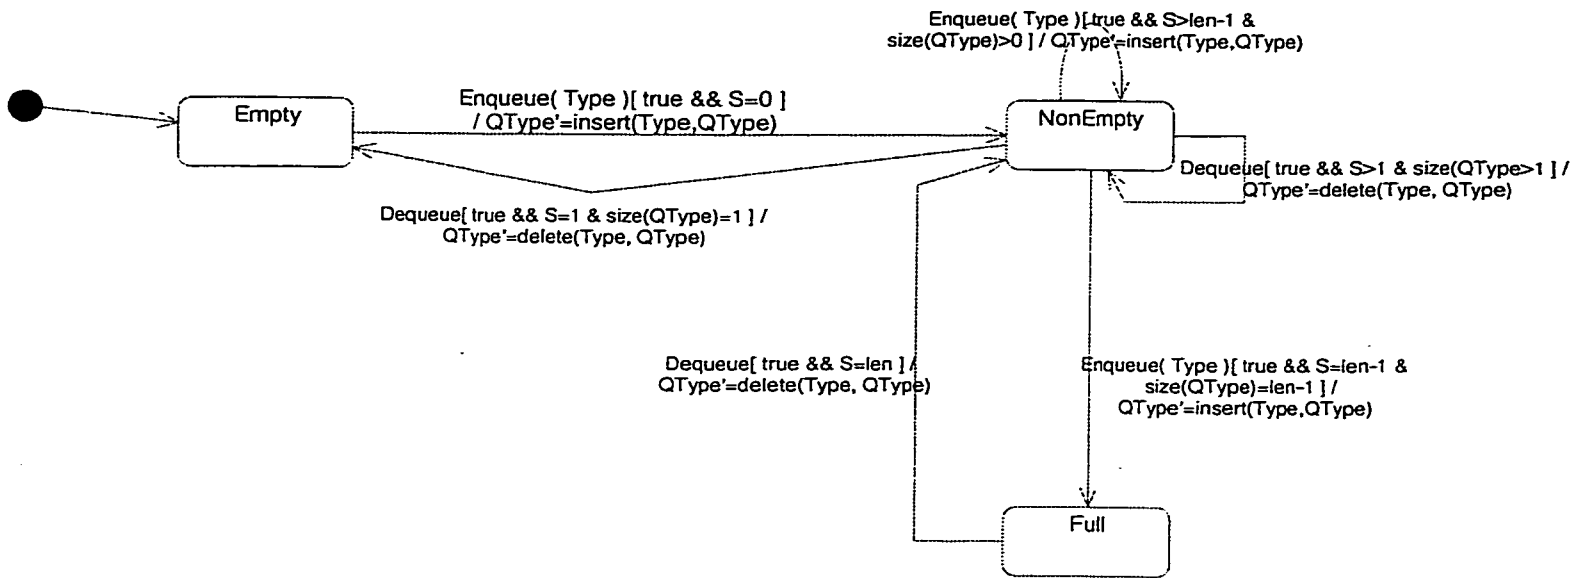 Enqueue( Type )[ true && S>len-1 &
size(QType)>0 ] / QType'=insert(Type,QType)
Empty
Enqueue( Type )[ true && S=0 ]
/ QType'=insert(Type,QType)
NonEmpty
Dequeue[ true && S>1 & size(QType>1 ] /
QType'=delete(Type, QType)
Dequeue[ true && S=1 & size(QType)=1 ] /
QType'=delete(Type, QType)
Dequeue[ true && S=len ] /
QType'=delete(Type, QType)
Enqueue( Type )[ true && S=len-1 &
size(QType)=len-1 ] /
QType'=insert(Type,QType)
Full